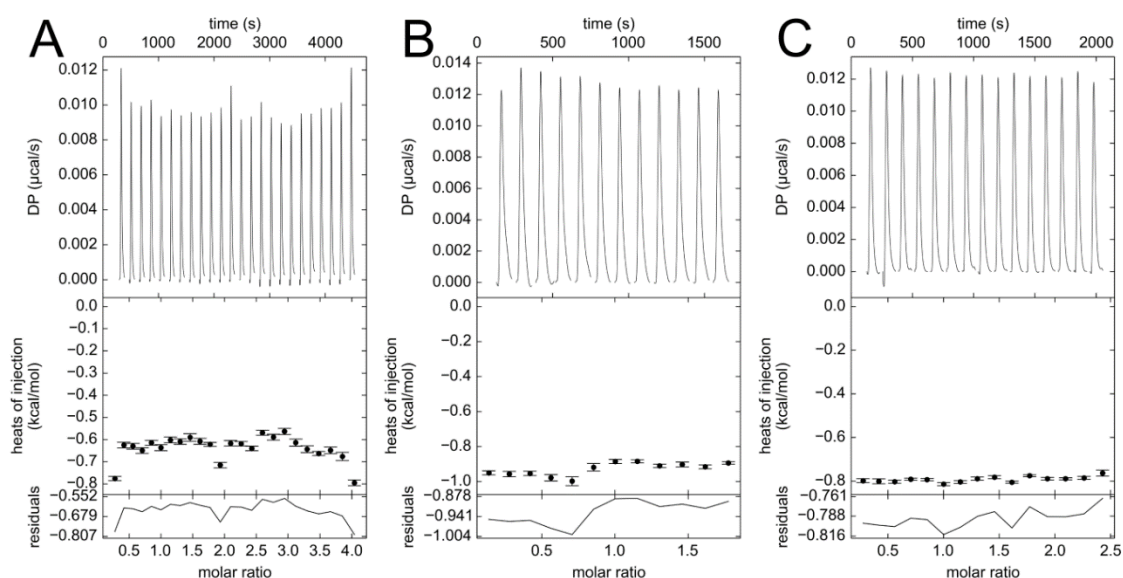 A
time (s)
0 1000 2000 3000 4000
0.012
0.010
0.008
0.006
0.004
0.002
0.000
DP (µcal/s)
0.0
−0.1
−0.2
−0.3
−0.4
−0.5
−0.6
−0.7
−0.8
heats of injection
(kcal/mol)
−0.552
−0.679
−0.807
residuals
0.5 1.0 1.5 2.0 2.5 3.0 3.5 4.0
molar ratio
B
time (s)
0 500 1000 1500
0.014
0.012
0.010
0.008
0.006
0.004
0.002
0.000
DP (µcal/s)
0.0
−0.2
−0.4
−0.6
−0.8
−1.0
heats of injection
(kcal/mol)
−0.878
−0.941
−1.004
residuals
0.5 1.0 1.5
molar ratio
C
time (s)
0 500 1000 1500 2000
0.012
0.010
0.008
0.006
0.004
0.002
0.000
DP (µcal/s)
0.0
−0.2
−0.4
−0.6
−0.8
heats of injection
(kcal/mol)
−0.761
−0.788
−0.816
residuals
0.5 1.0 1.5 2.0 2.5
molar ratio